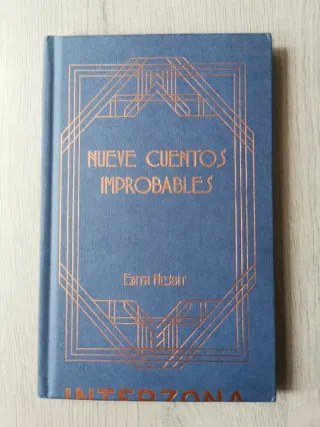 NUEVE CUENTOS
IMPROBABLES
EDITH NESBIT
INTERZONA